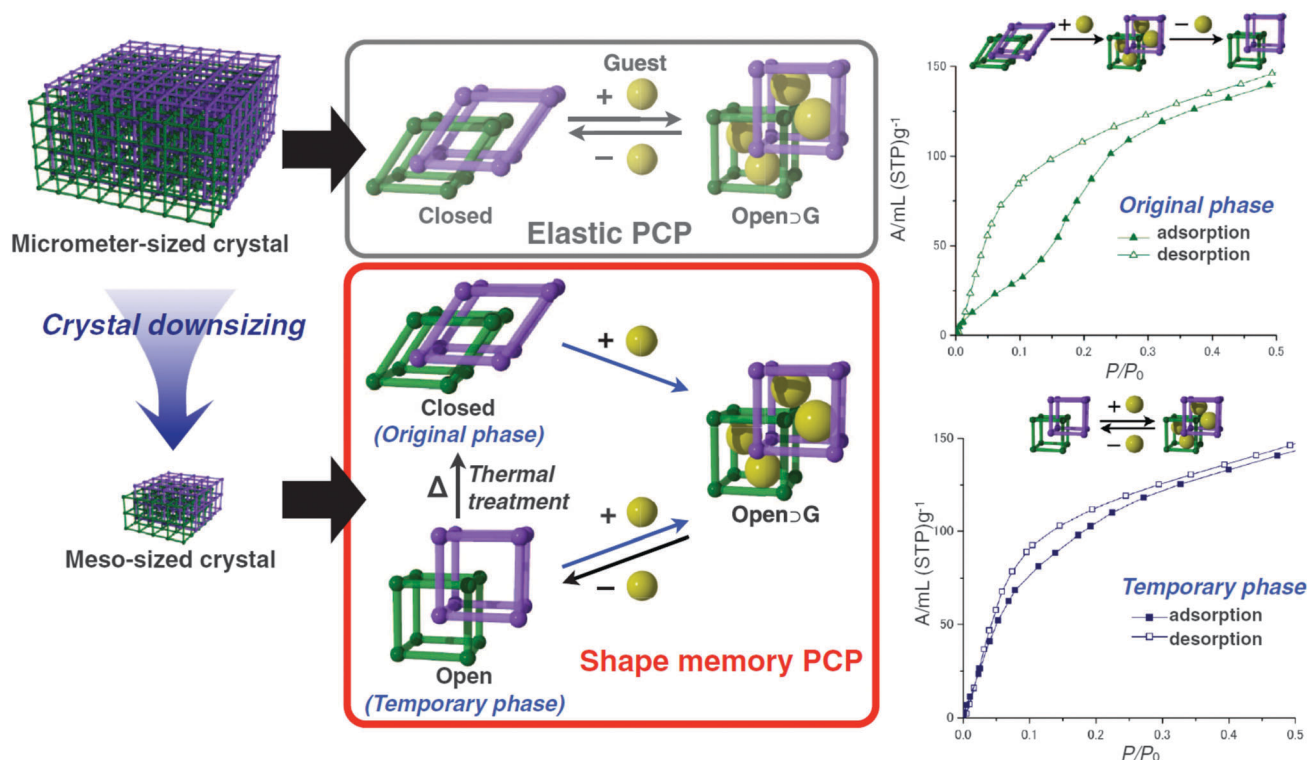 Micrometer-sized crystal
Crystal downsizing
Meso-sized crystal
Guest
+
−
Closed
Open⊃G
Elastic PCP
+
Closed
(Original phase)
Δ
Thermal
treatment
+
−
Open⊃G
Open
(Temporary phase)
Shape memory PCP
+
−
A/mL (STP)g-1
150
100
50
0
0.0 0.1 0.2 0.3 0.4 0.5
P/P0
Original phase
adsorption
desorption
+
−
A/mL (STP)g-1
150
100
50
0
0.0 0.1 0.2 0.3 0.4 0.5
P/P0
Temporary phase
adsorption
desorption